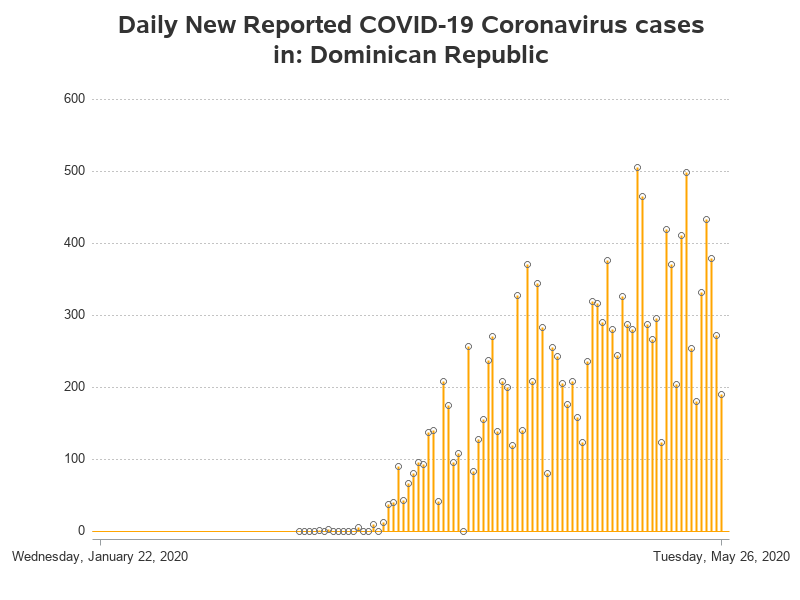 Daily New Reported COVID-19 Coronavirus cases
in: Dominican Republic
600
500
400
300
200
100
0
Wednesday, January 22, 2020
Tuesday, May 26, 2020